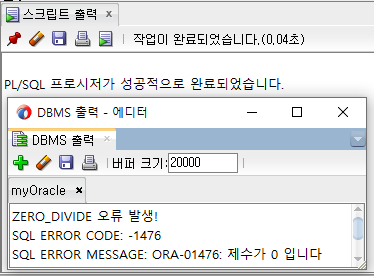 스크립트 출력 ×
작업이 완료되었습니다.(0.04초)
PL/SQL 프로시저가 성공적으로 완료되었습니다.
DBMS 출력 - 에디터
DBMS 출력 ×
버퍼 크기:20000
myOracle ×
ZERO_DIVIDE 오류 발생!
SQL ERROR CODE: -1476
SQL ERROR MESSAGE: ORA-01476: 제수가 0 입니다